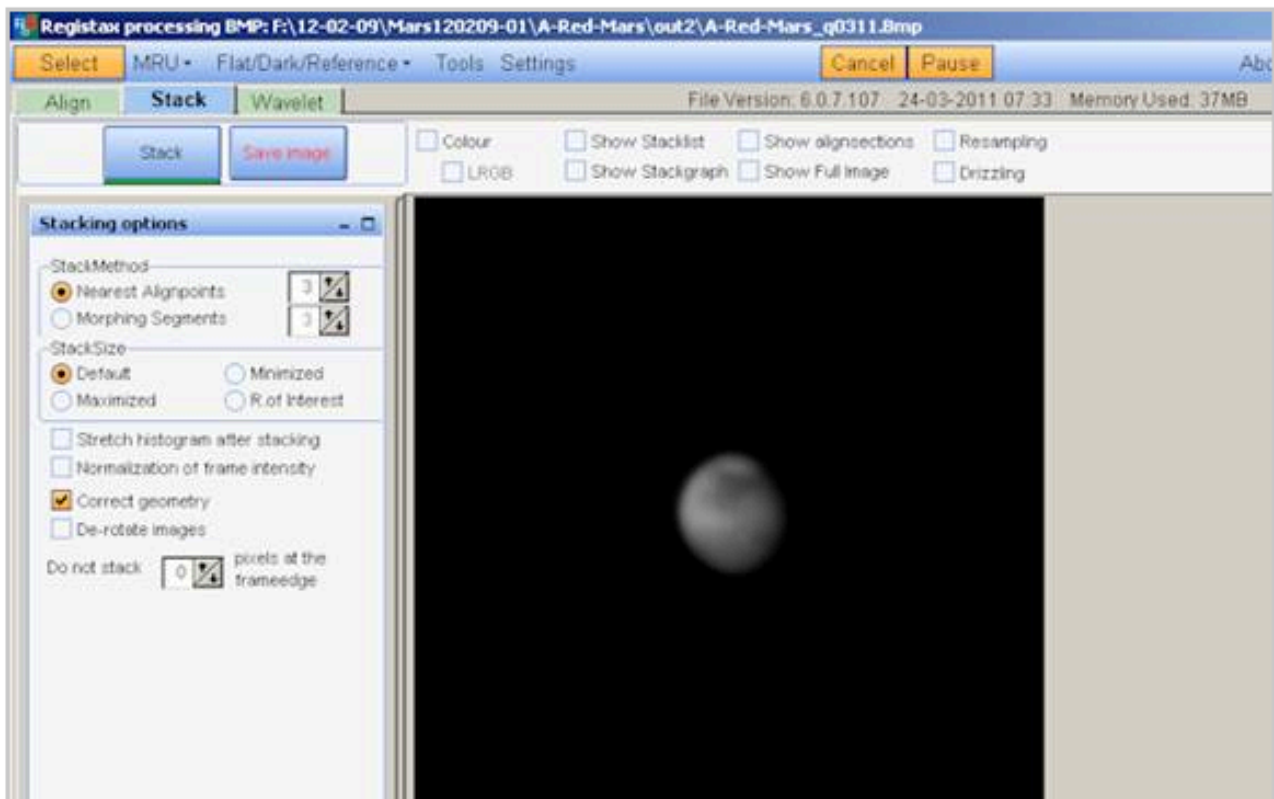 Registax processing BMP: F:\12-02-09\Mars120209-01\A-Red-Mars\out2\A-Red-Mars_q0311.Bmp
Select MRU Flat/Dark/Reference Tools Settings Cancel Pause Abo
Align Stack Wavelet File Version: 6.0.7.107 24-03-2011 07:33 Memory Used: 37MB
Stack Save image
Colour Show Stacklist Show alignsections Resampling
LRGB Show Stackgraph Show Full Image Drizzling
Stacking options
StackMethod
Nearest Alignpoints 3
Morphing Segments 3
StackSize
Default Minimized
Maximized R.of Interest
Stretch histogram after stacking
Normalization of frame intensity
Correct geometry
De-rotate images
Do not stack 0 pixels at the
frameedge